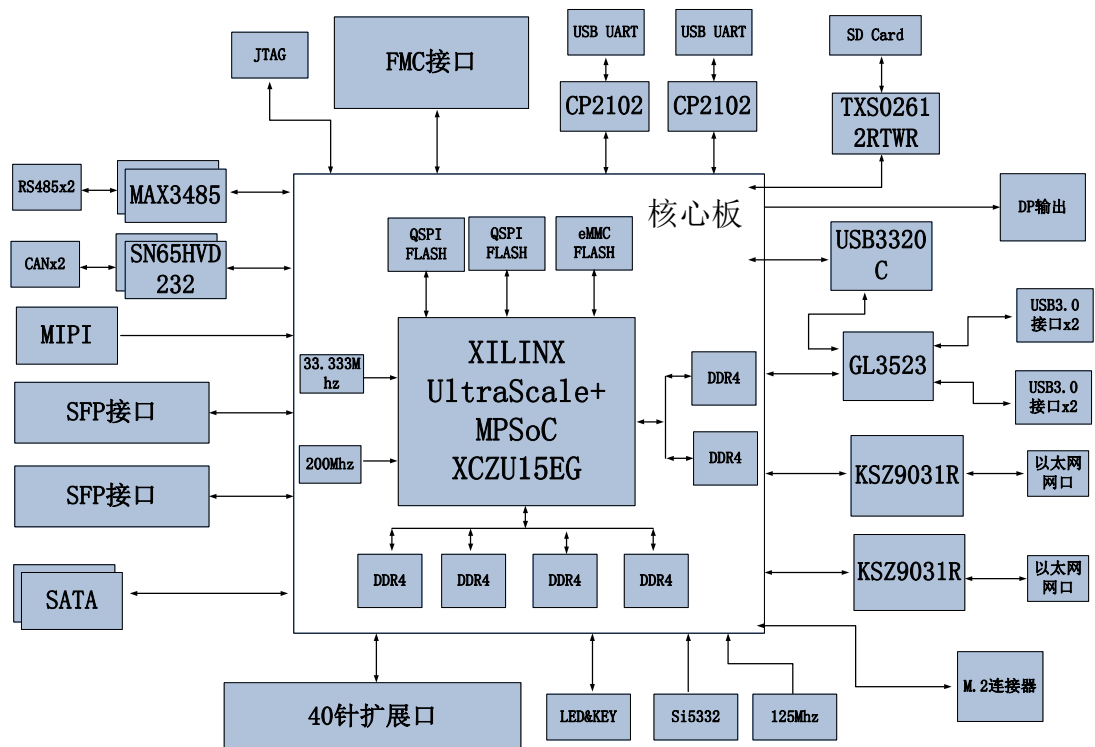 USB UART
USB UART
SD Card
JTAG
FMC接口
CP2102
CP2102
TXS0261
2RTWR
RS485x2
MAX3485
核心板
DP输出
QSPI
FLASH
QSPI
FLASH
eMMC
FLASH
USB3320
C
CANx2
SN65HVD
232
MIPI
USB3.0
接口x2
33.333M
hz
XILINX
UltraScale+
MPSoC
XCZU15EG
DDR4
GL3523
USB3.0
接口x2
SFP接口
200Mhz
DDR4
KSZ9031R
以太网
网口
SFP接口
DDR4
DDR4
DDR4
DDR4
KSZ9031R
以太网
网口
SATA
M.2连接器
40针扩展口
LED&KEY
Si5332
125Mhz